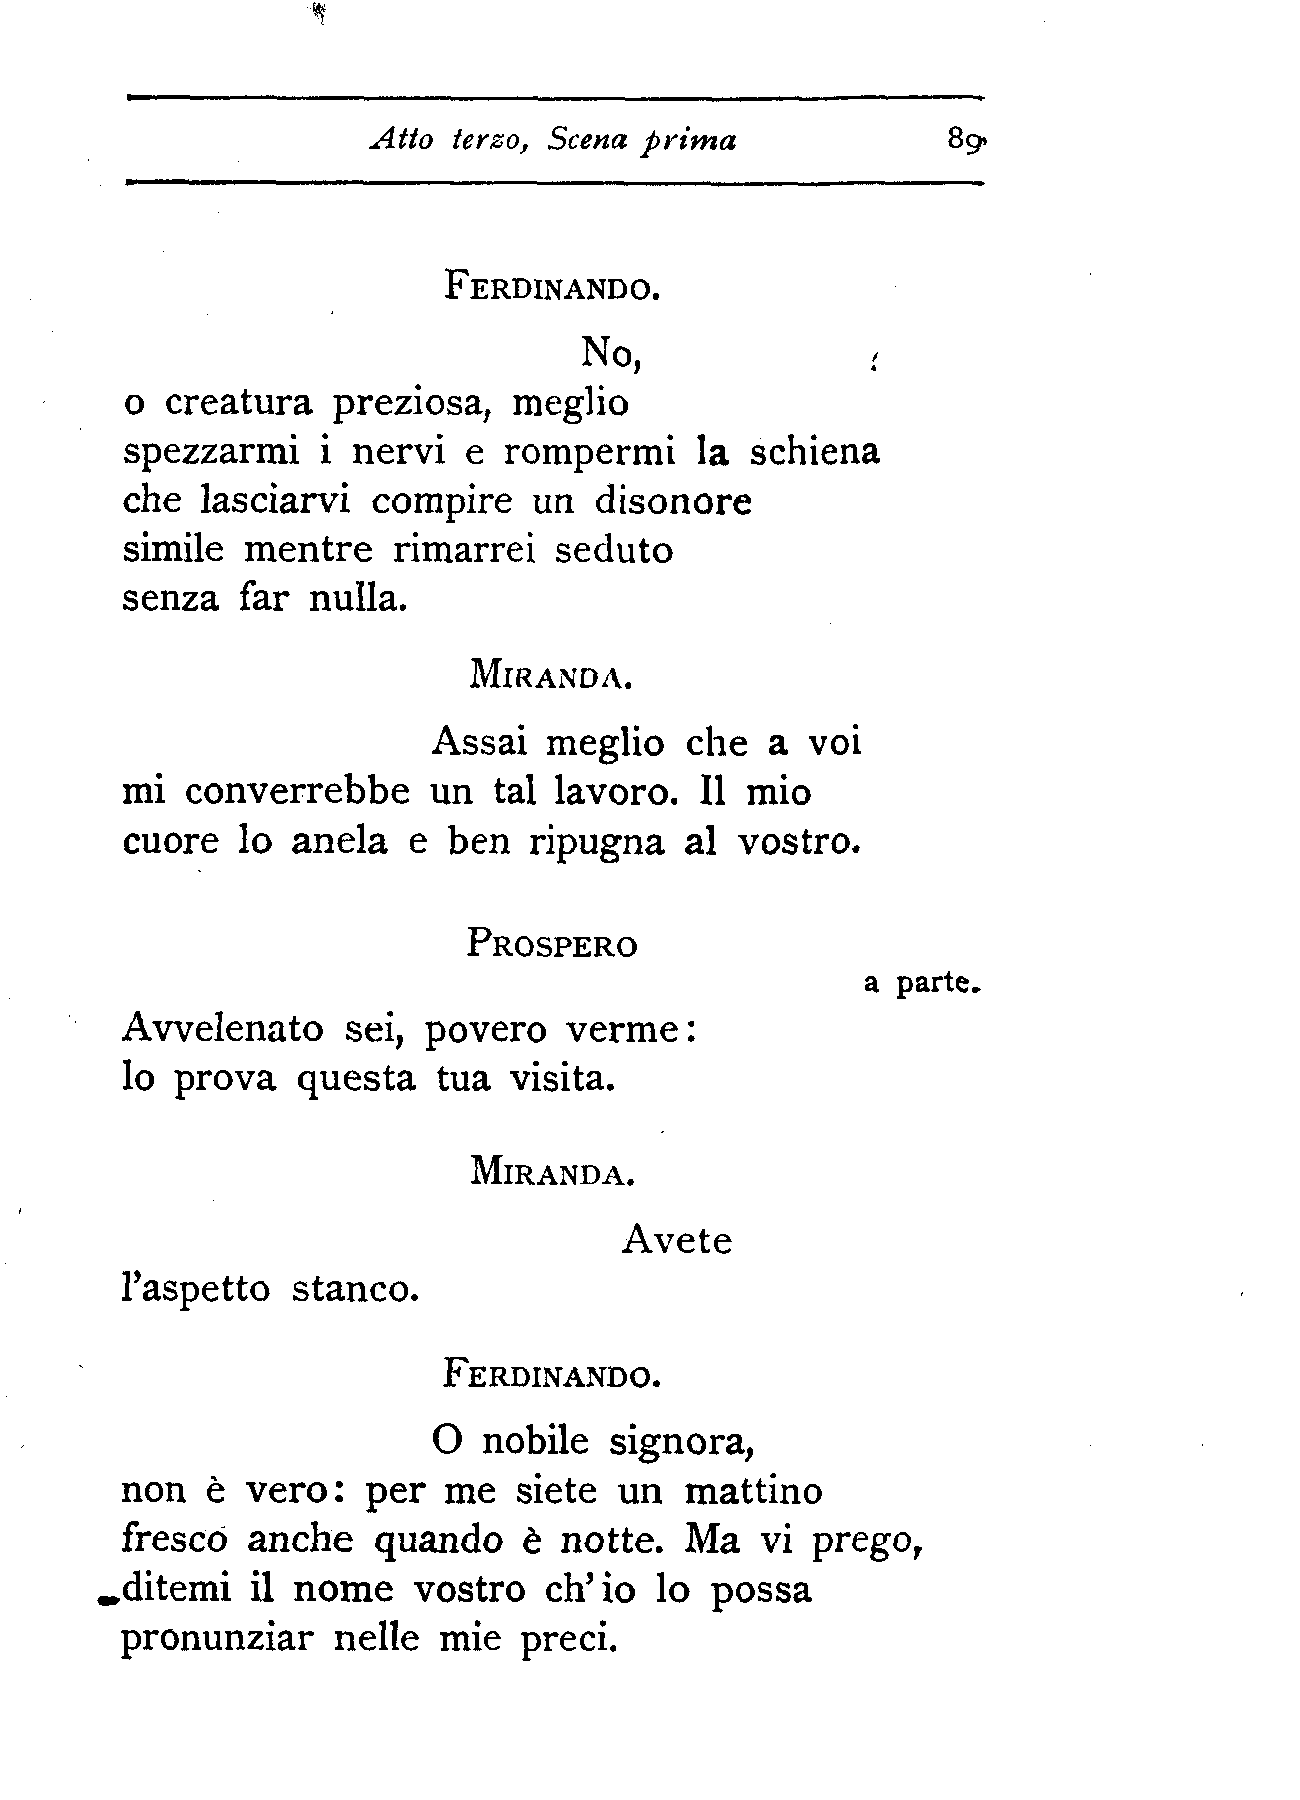 Atto terzo, Scena prima 89
FERDINANDO.
No,
o creatura preziosa, meglio
spezzarmi i nervi e rompermi la schiena
che lasciarvi compire un disonore
simile mentre rimarrei seduto
senza far nulla.
MIRANDA.
Assai meglio che a voi
mi converrebbe un tal lavoro. Il mio
cuore lo anela e ben ripugna al vostro.
PROSPERO
a parte.
Avvelenato sei, povero verme:
lo prova questa tua visita.
MIRANDA.
Avete
l'aspetto stanco.
FERDINANDO.
O nobile signora,
non è vero: per me siete un mattino
fresco anche quando è notte. Ma vi prego,
ditemi il nome vostro ch' io lo possa
pronunziar nelle mie preci.